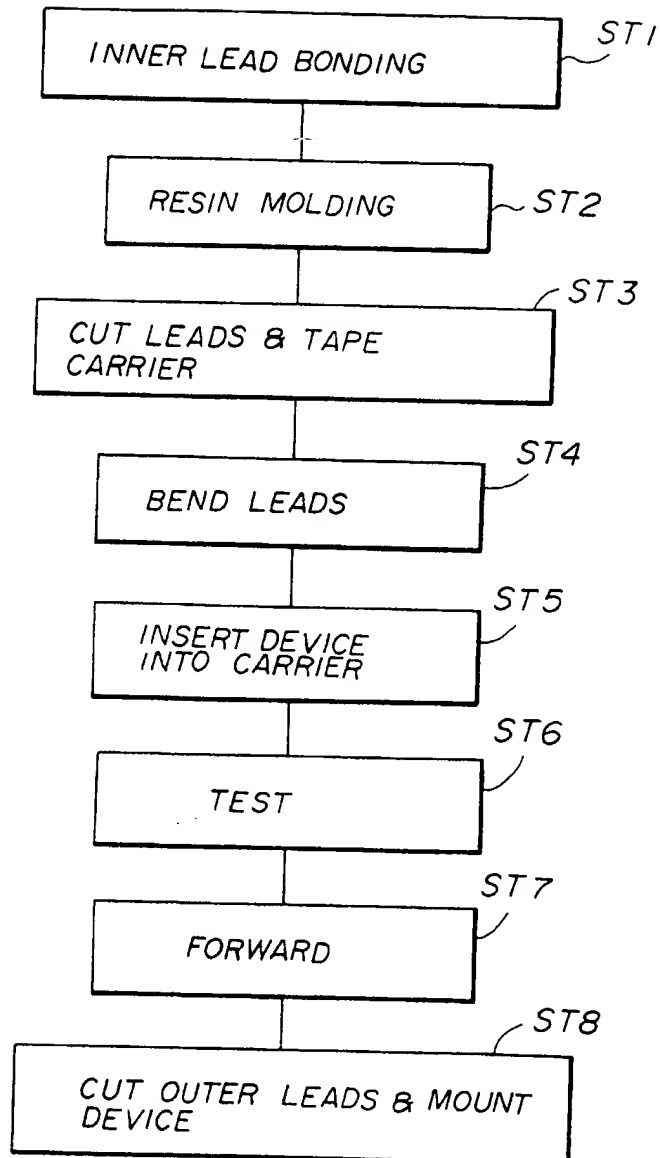 INNER LEAD BONDING
ST1
RESIN MOLDING
ST2
ST3
CUT LEADS & TAPE
CARRIER
ST4
BEND LEADS
ST5
INSERT DEVICE
INTO CARRIER
ST6
TEST
ST7
FORWARD
ST8
CUT OUTER LEADS & MOUNT
DEVICE